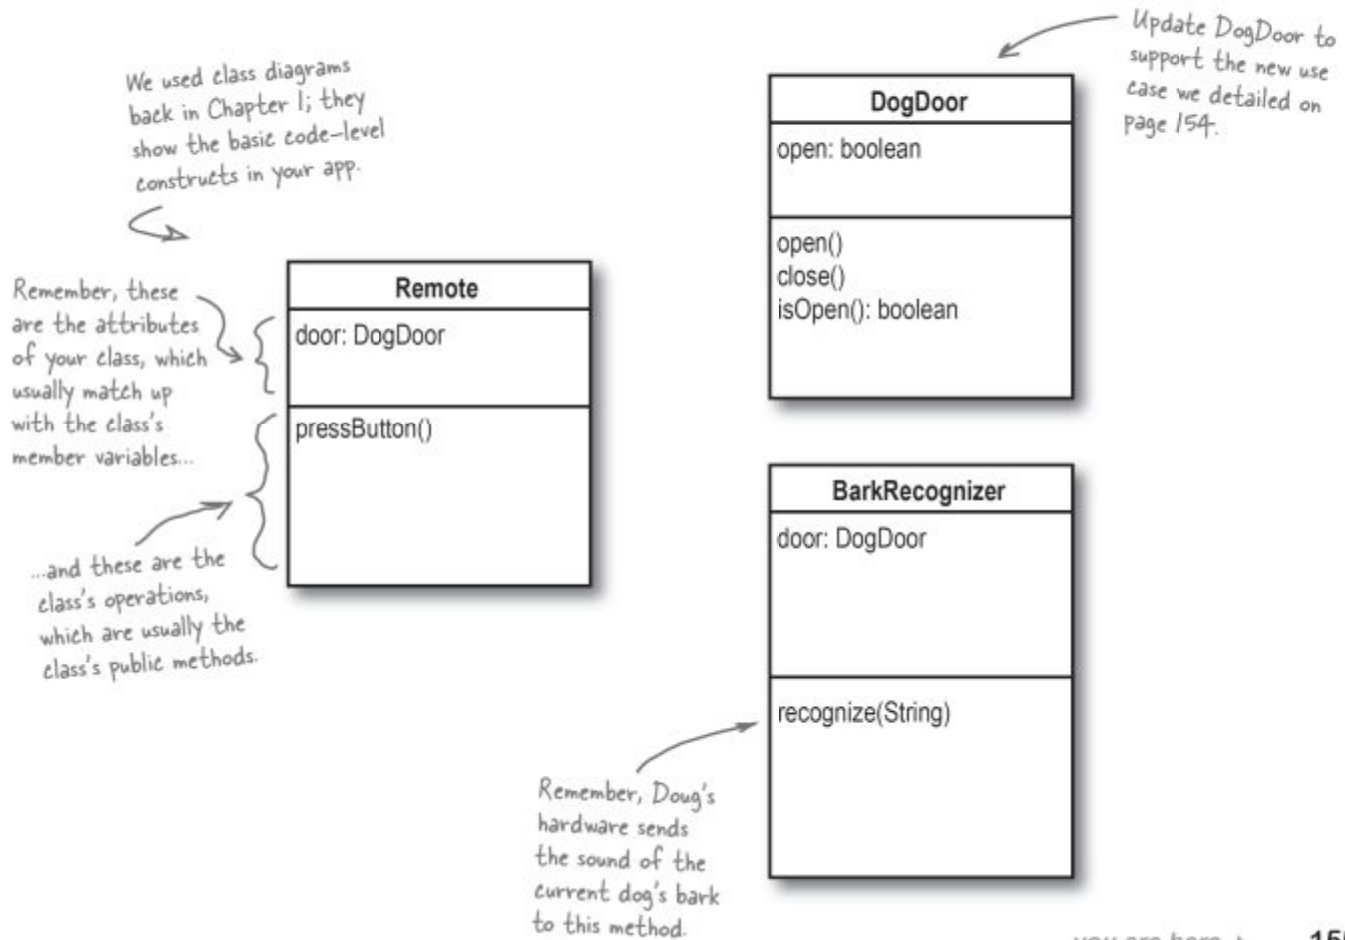 We used class diagrams
back in Chapter 1; they
show the basic code-level
constructs in your app.
Remember, these
are the attributes
of your class, which
usually match up
with the class's
member variables...
...and these are the
class's operations,
which are usually the
class's public methods.
Remote
door: DogDoor
pressButton()
Update DogDoor to
support the new use
case we detailed on
page 154.
DogDoor
open: boolean
open()
close()
isOpen(): boolean
BarkRecognizer
door: DogDoor
recognize(String)
Remember, Doug's
hardware sends
the sound of the
current dog's bark
to this method.